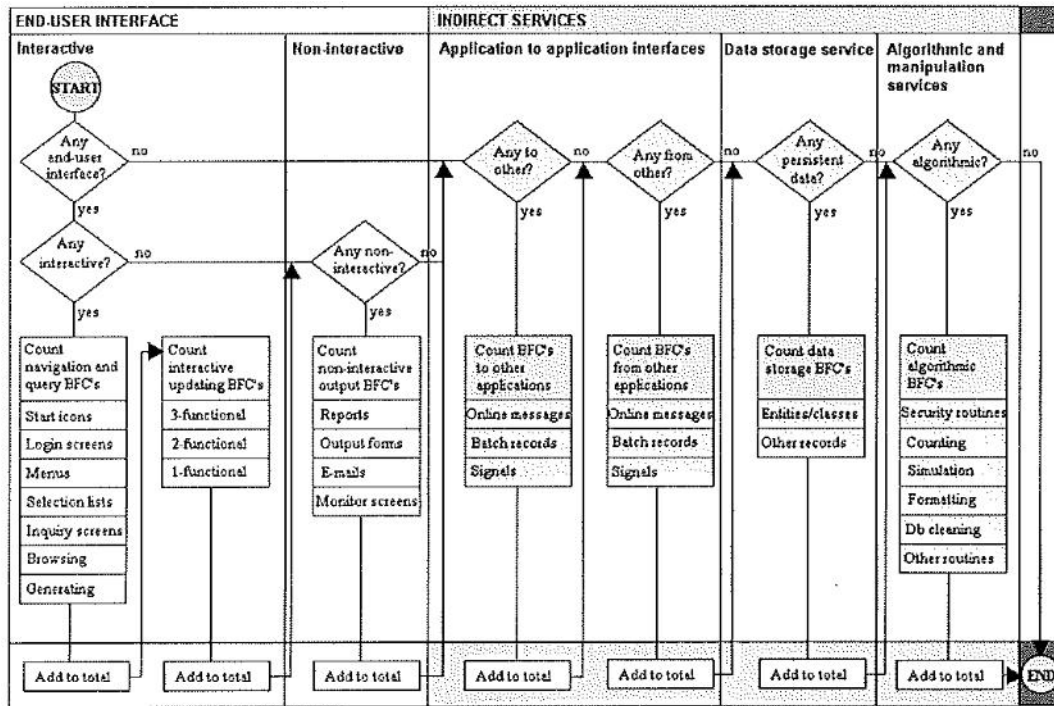 END-USER INTERFACE
INDIRECT SERVICES
Interactive
Non-interactive
Application to application interfaces
Data storage service
Algorithmic and
manipulation
services
START
Any
end-user
interface?
no
yes
Any
interactive?
no
yes
Any non-
interactive?
no
yes
Any to
other?
no
yes
Any from
other?
no
yes
Any
persistent
data?
no
yes
Any
algorithmic?
no
yes
Count
navigation and
query BFC's
Start icons
Login screens
Menus
Selection lists
Inquiry screens
Browsing
Generating
Count
interactive
updating BFC's
3-functional
2-functional
1-functional
Count
non-interactive
output BFC's
Reports
Output forms
E-mails
Monitor screens
Count BFC's
to other
applications
Online messages
Batch records
Signals
Count BFC's
from other
applications
Online messages
Batch records
Signals
Count data
storage BFC's
Entities/classes
Other records
Count
algorithmic
BFC's
Security routines
Counting
Simulation
Formatting
Db cleaning
Other routines
Add to total
Add to total
Add to total
Add to total
Add to total
Add to total
Add to total
END